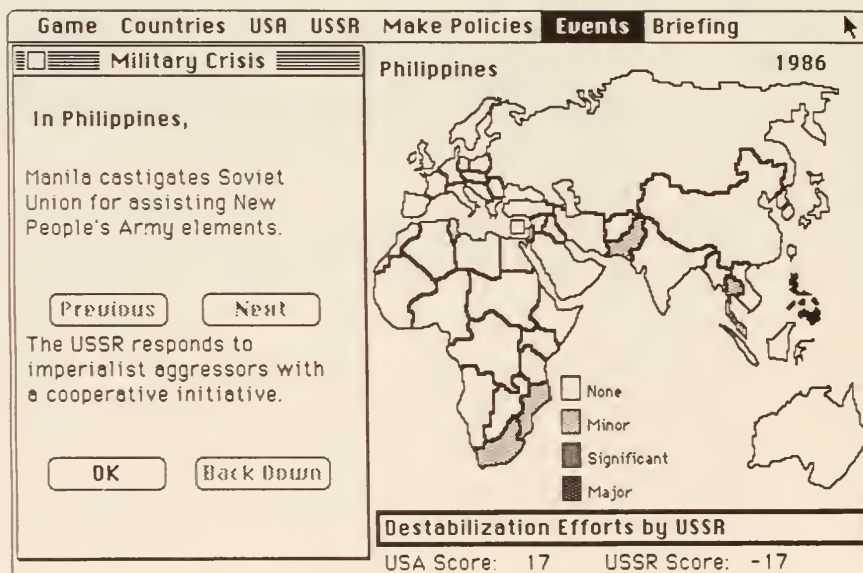 Game Countries USA USSR Make Policies Events Briefing
Military Crisis
In Philippines,
Manila castigates Soviet
Union for assisting New
People's Army elements.
Previous Next
The USSR responds to
imperialist aggressors with
a cooperative initiative.
OK Back Down
Philippines 1986
None
Minor
Significant
Major
Destabilization Efforts by USSR
USA Score: 17 USSR Score: -17